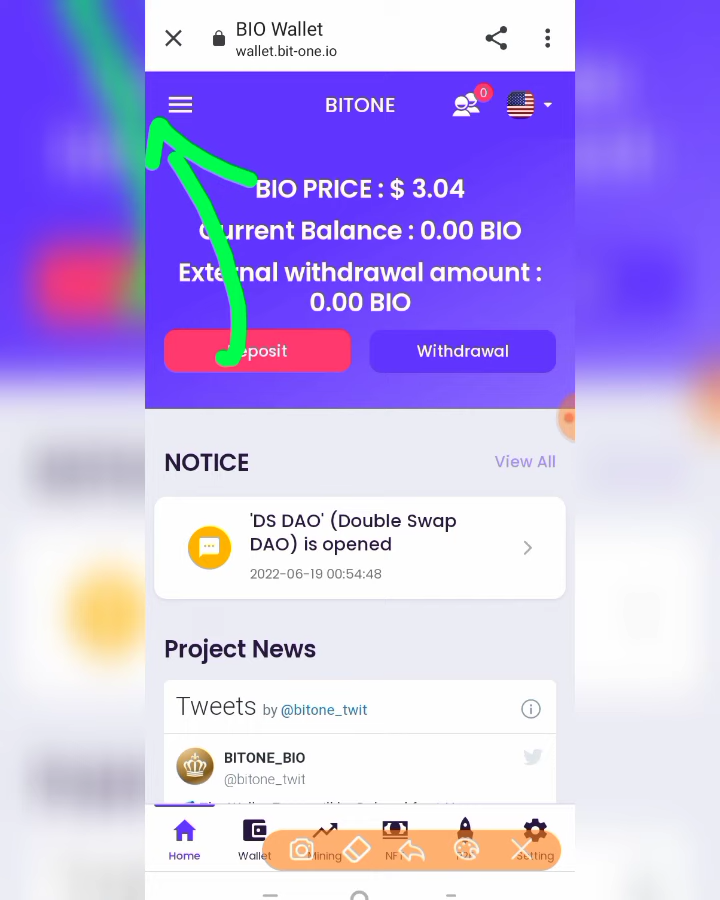 BIO Wallet
wallet.bit-one.io
BITONE
0
BIO PRICE : $ 3.04
Current Balance : 0.00 BIO
External withdrawal amount :
0.00 BIO
Deposit
Withdrawal
NOTICE
View All
'DS DAO' (Double Swap
DAO) is opened
2022-06-19 00:54:48
Project News
Tweets by @bitone_twit
BITONE_BIO
@bitone_twit
Home
Wallet
Mining
Setting